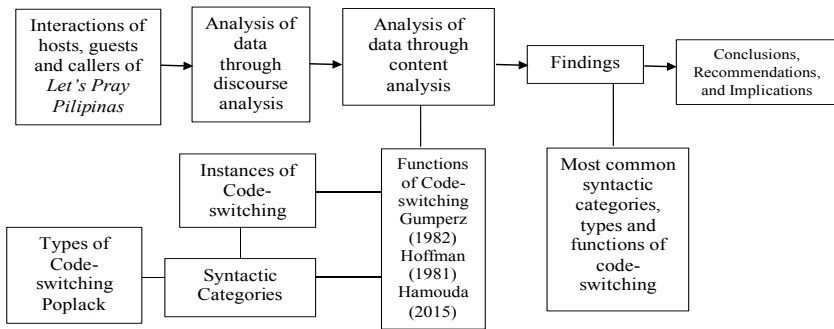 Interactions of
hosts, guests
and callers of
Let's Pray
Pilipinas
Analysis of
data
through
discourse
analysis
Analysis of
data through
content
analysis
Findings
Conclusions,
Recommendations,
and Implications
Instances of
Code-
switching
Functions
of Code-
switching
Gumperz
(1982)
Hoffman
(1981)
Hamouda
(2015)
Most common
syntactic
categories,
types and
functions of
code-
switching
Types of
Code-
switching
Poplack
Syntactic
Categories